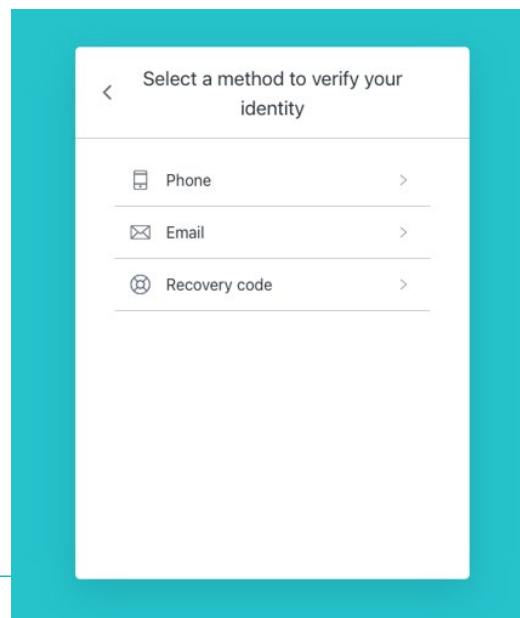 Select a method to verify your
identity
Phone
Email
Recovery code